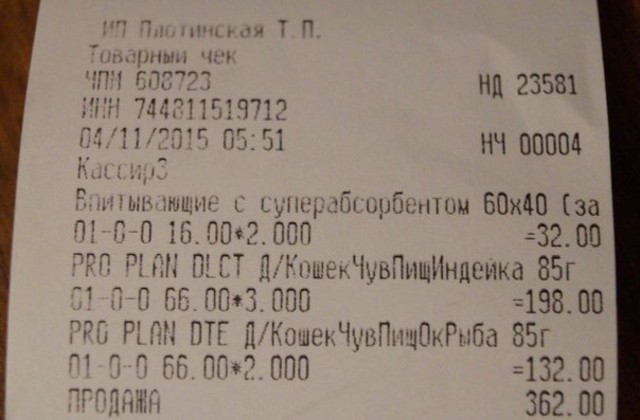 ИП Плотинская Т.П.
Товарный чек
ЧПМ 608723 НД 23581
ИНН 744811519712
04/11/2015 05:51 НЧ 00004
Кассир3
Впитывающие с суперабсорбентом 60х40 (за
01-0-0 16.00*2.000 =32.00
PRO PLAN DLCT Д/КошекЧувПищИндейка 85г
01-0-0 66.00*3.000 =198.00
PRO PLAN DTE Д/КошекЧувПищОкРыба 85г
01-0-0 66.00*2.000 =132.00
ПРОДАЖА 362.00